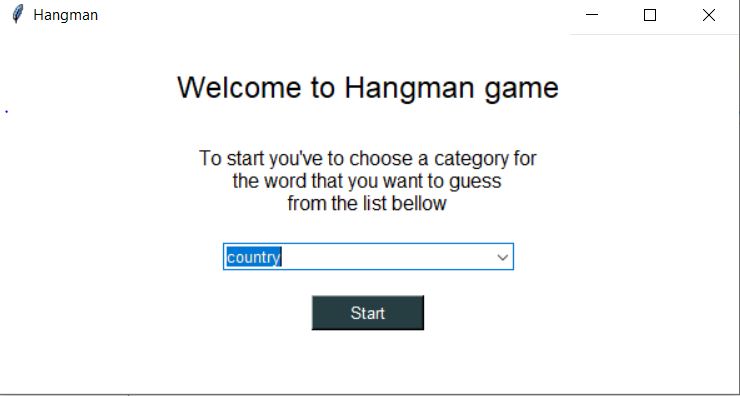 Hangman
Welcome to Hangman game
To start you've to choose a category for
the word that you want to guess
from the list bellow
country
Start